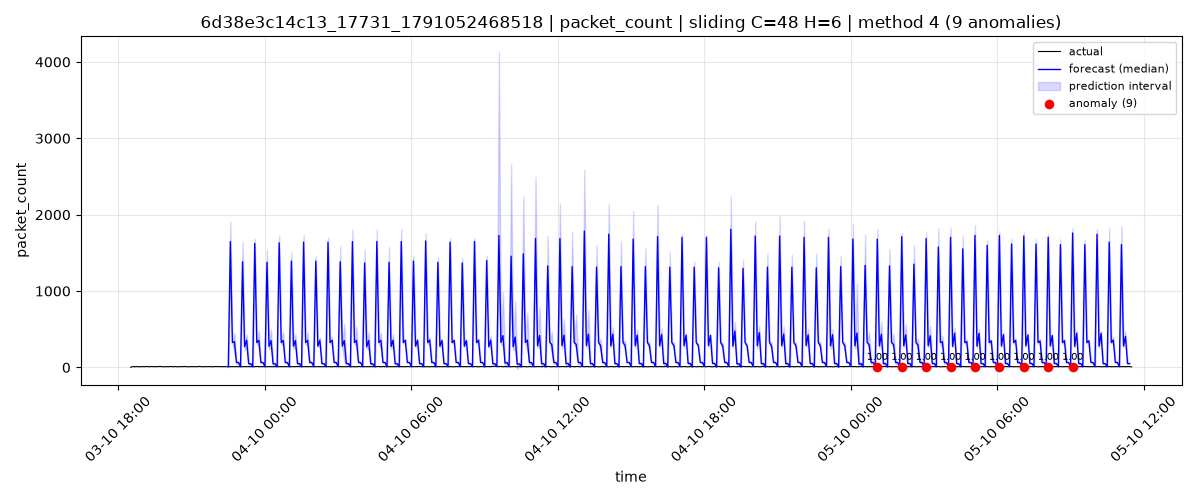 6d38e3c14c13_17731_1791052468518 | packet_count | sliding C=48 H=6 | method 4 (9 anomalies)
actual
forecast (median)
prediction interval
anomaly (9)
4000
3000
2000
1000
0
packet_count
1.00 1.00 1.00 1.00 1.00 1.00 1.00 1.00 1.00
03-10 18:00
04-10 00:00
04-10 06:00
04-10 12:00
04-10 18:00
05-10 00:00
05-10 06:00
05-10 12:00
time